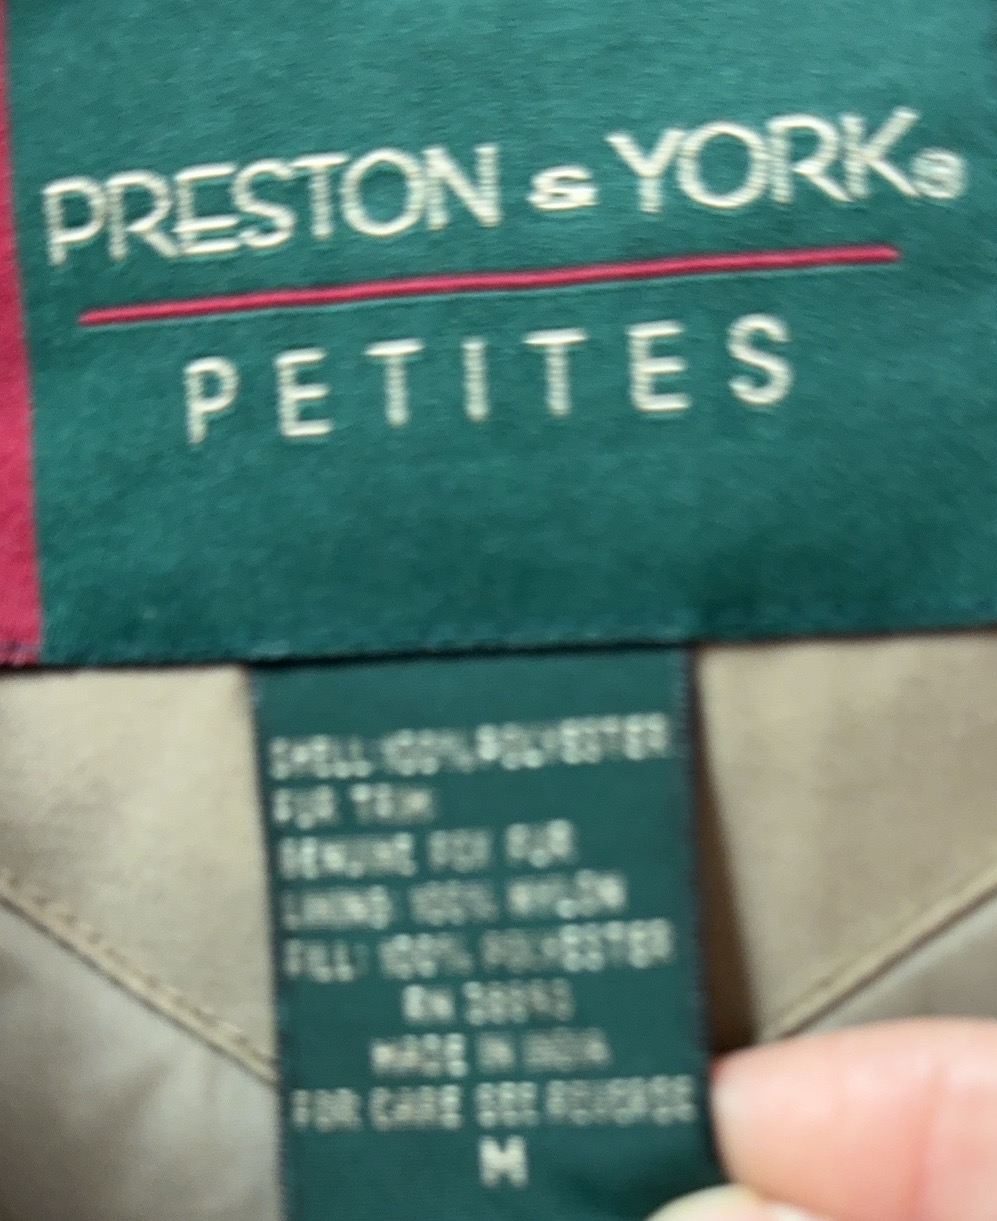 PRESTON & YORK®
PETITES
SHELL: 100% POLYESTER
FUR TRIM:
GENUINE FOX FUR
LINING: 100% NYLON
FILL: 100% POLYESTER
RN
MADE IN INDIA
FOR CARE SEE REVERSE
M